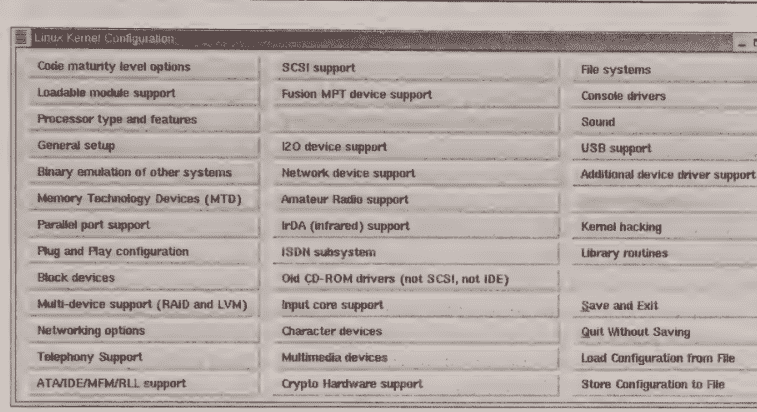 Linux Kernel Configuration
Code maturity level options
Loadable module support
Processor type and features
General setup
Binary emulation of other systems
Memory Technology Devices (MTD)
Parallel port support
Plug and Play configuration
Block devices
Multi-device support (RAID and LVM)
Networking options
Telephony Support
ATA/IDE/MFM/RLL support
SCSI support
Fusion MPT device support
I2O device support
Network device support
Amateur Radio support
IrDA (infrared) support
ISDN subsystem
Old CD-ROM drivers (not SCSI, not IDE)
Input core support
Character devices
Multimedia devices
Crypto Hardware support
File systems
Console drivers
Sound
USB support
Additional device driver support
Kernel hacking
Library routines
Save and Exit
Quit Without Saving
Load Configuration from File
Store Configuration to File